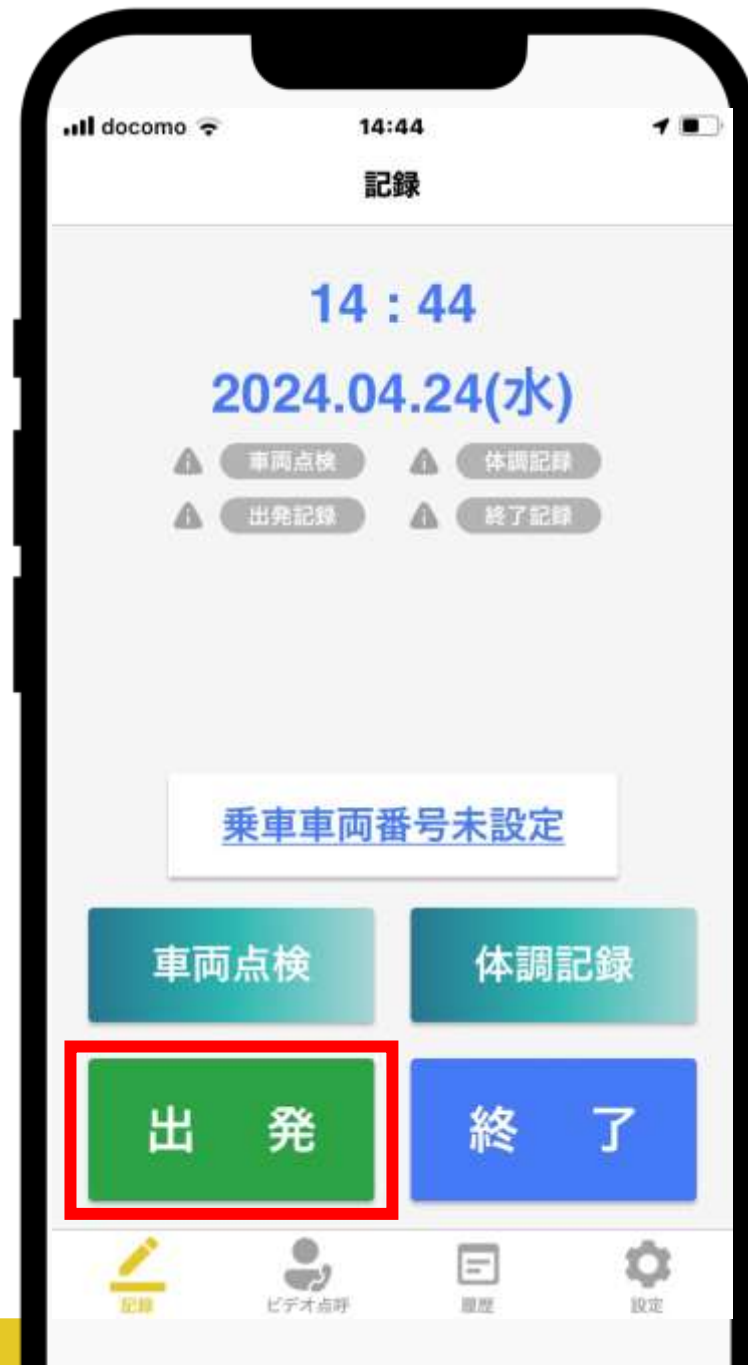 docomo 14:44
記録
14 : 44
2024.04.24(水)
車両点検 体調記録
出発記録 終了記録
乗車車両番号未設定
車両点検 体調記録
出 発 終 了
記録 ビデオ点呼 履歴 設定